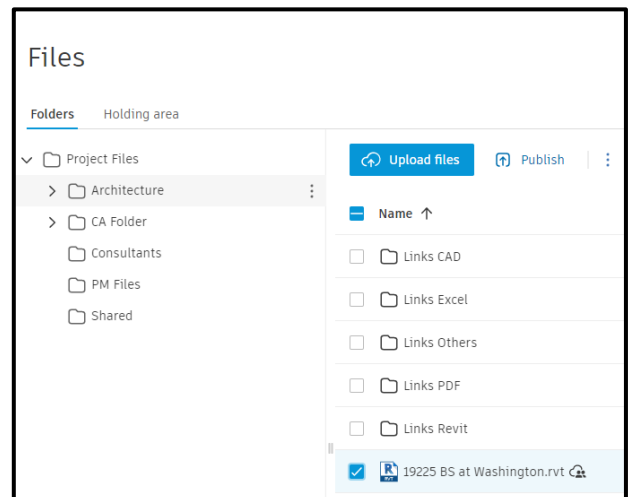 Files
Folders Holding area
Project Files
Architecture
CA Folder
Consultants
PM Files
Shared
Upload files Publish
Name
Links CAD
Links Excel
Links Others
Links PDF
Links Revit
R RVT 19225 BS at Washington.rvt